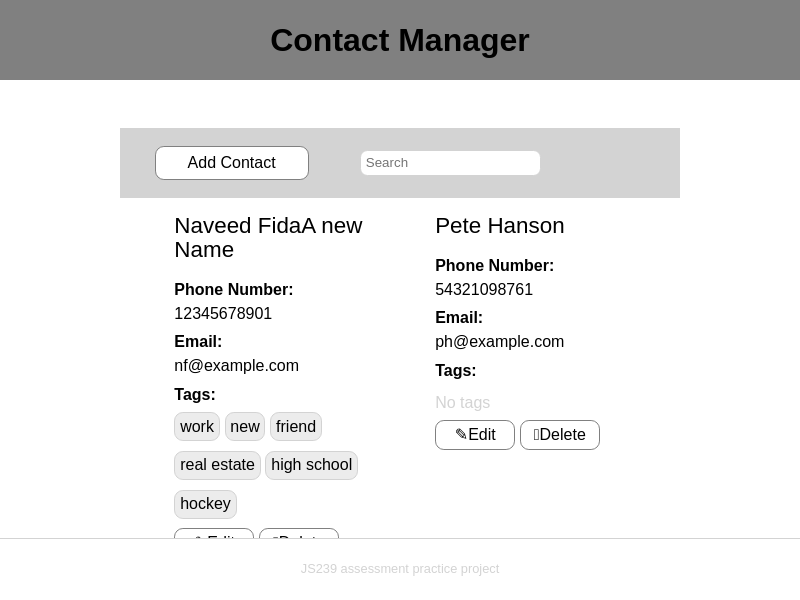 Contact Manager
Add Contact
Search
Naveed FidaA new
Name
Phone Number:
12345678901
Email:
nf@example.com
Tags:
work new friend
real estate high school
hockey
Edit Delete
Pete Hanson
Phone Number:
54321098761
Email:
ph@example.com
Tags:
No tags
✎Edit Delete
JS239 assessment practice project